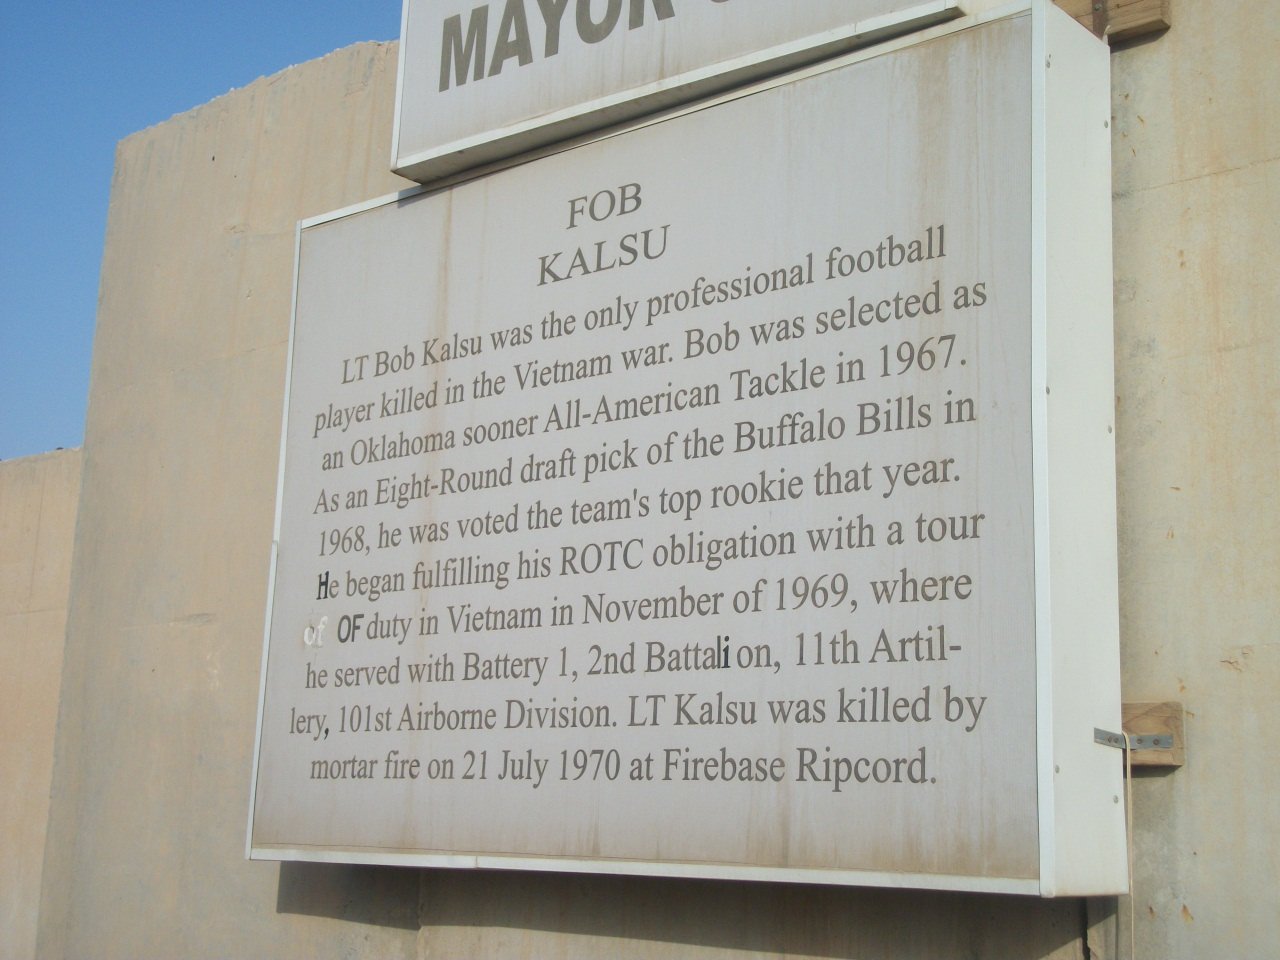 MAYOR
FOB
KALSU
LT Bob Kalsu was the only professional football
player killed in the Vietnam war. Bob was selected as
an Oklahoma sooner All-American Tackle in 1967.
As an Eight-Round draft pick of the Buffalo Bills in
1968, he was voted the team's top rookie that year.
He began fulfilling his ROTC obligation with a tour
of OF duty in Vietnam in November of 1969, where
he served with Battery 1, 2nd Battalion, 11th Artil-
lery, 101st Airborne Division. LT Kalsu was killed by
mortar fire on 21 July 1970 at Firebase Ripcord.